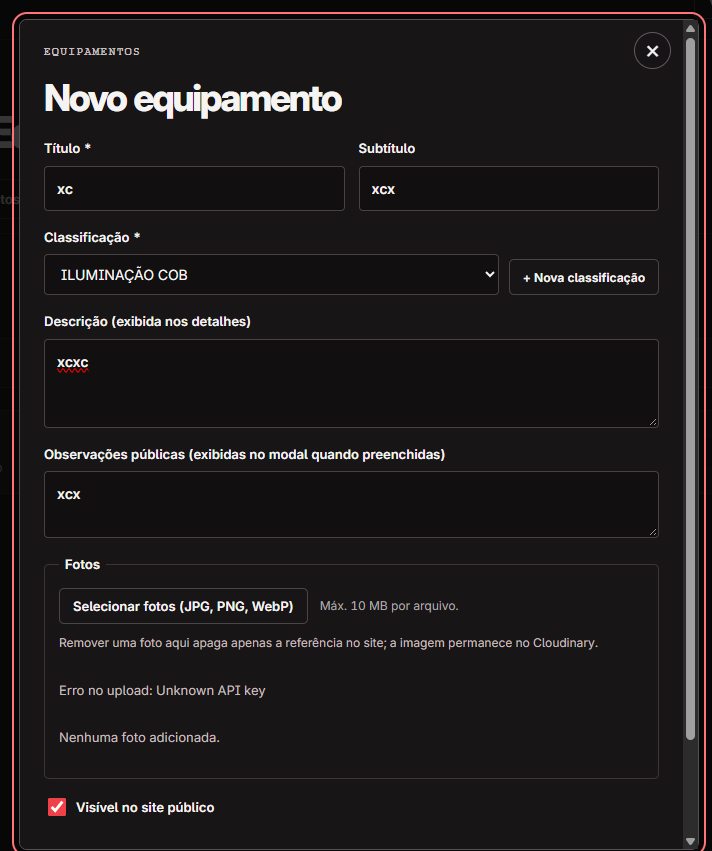 EQUIPAMENTOS
Novo equipamento
Título *
Subtítulo
xc
xcx
Classificação *
ILUMINAÇÃO COB
+ Nova classificação
Descrição (exibida nos detalhes)
xcxc
Observações públicas (exibidas no modal quando preenchidas)
xcx
Fotos
Selecionar fotos (JPG, PNG, WebP)
Máx. 10 MB por arquivo.
Remover uma foto aqui apaga apenas a referência no site; a imagem permanece no Cloudinary.
Erro no upload: Unknown API key
Nenhuma foto adicionada.
Visível no site público